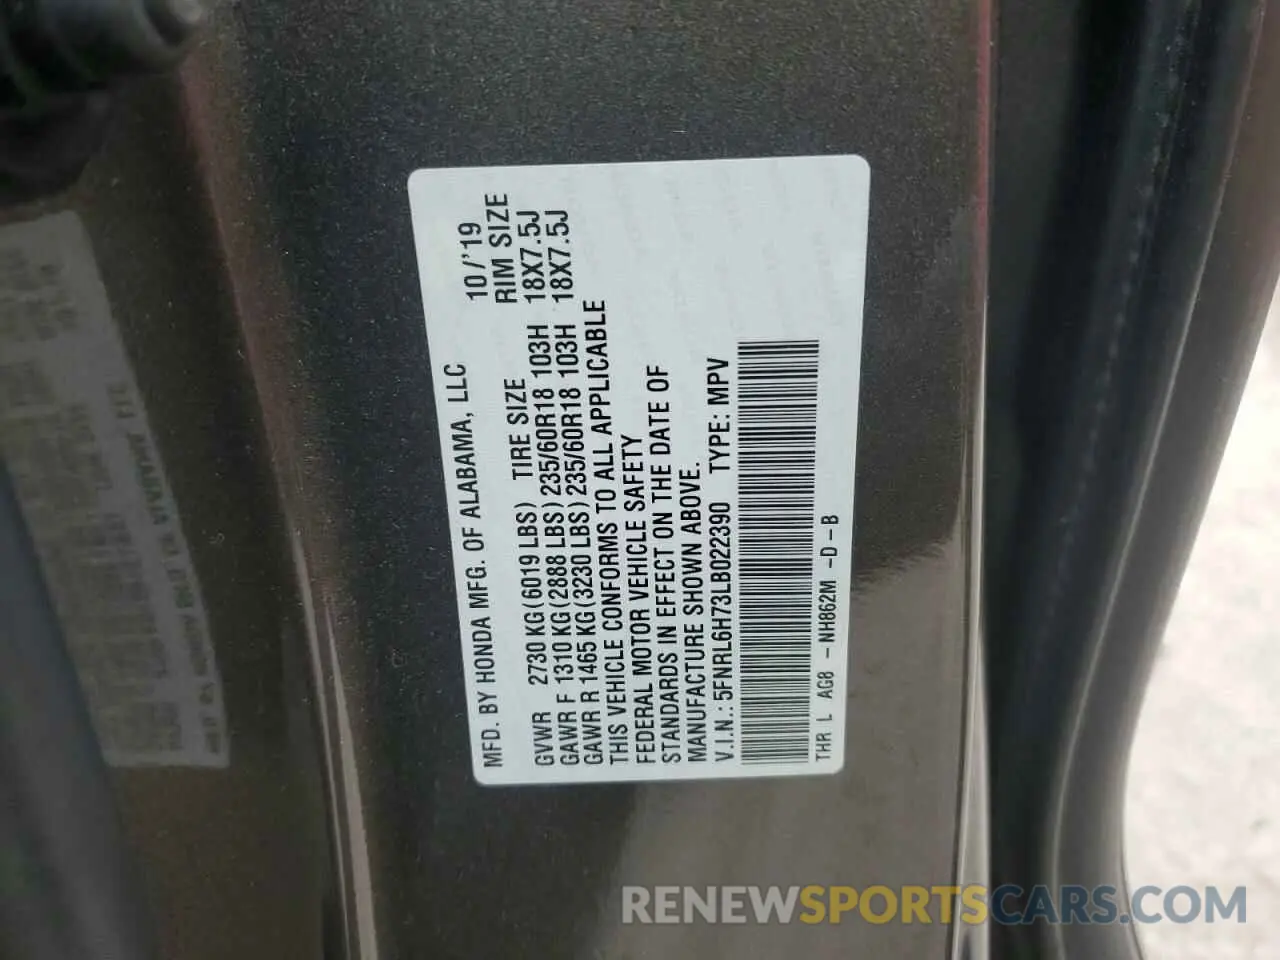 MFD. BY HONDA MFG. OF ALABAMA, LLC 10/'19
GVWR 2730 KG (6019 LBS) TIRE SIZE RIM SIZE
GAWR F 1310 KG (2888 LBS) 235/60R18 103H 18X7.5J
GAWR R 1465 KG (3230 LBS) 235/60R18 103H 18X7.5J
THIS VEHICLE CONFORMS TO ALL APPLICABLE
FEDERAL MOTOR VEHICLE SAFETY
STANDARDS IN EFFECT ON THE DATE OF
MANUFACTURE SHOWN ABOVE.
V.I.N.: 5FNRL6H73LB022390 TYPE: MPV
THR L AG8 -NH862M -D-B
RENEWSPORTSCARS.COM